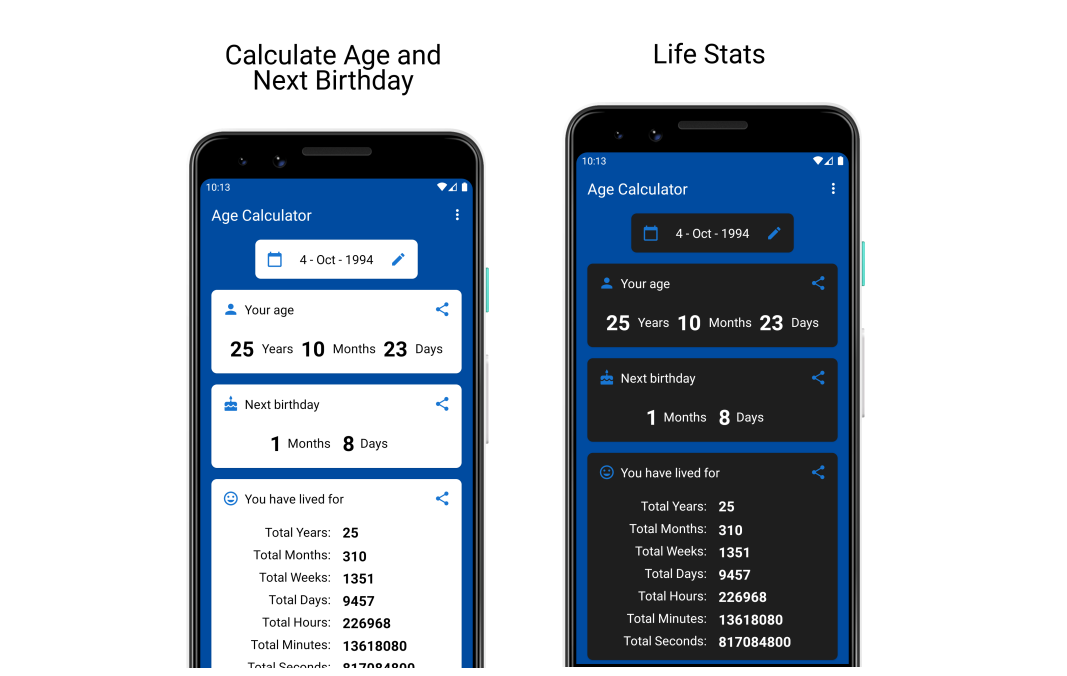 Calculate Age and
Next Birthday
10:13
Age Calculator
4 - Oct - 1994
Your age
25 Years 10 Months 23 Days
Next birthday
1 Months 8 Days
You have lived for
Total Years: 25
Total Months: 310
Total Weeks: 1351
Total Days: 9457
Total Hours: 226968
Total Minutes: 13618080
Total Seconds: 817084800
Life Stats
10:13
Age Calculator
4 - Oct - 1994
Your age
25 Years 10 Months 23 Days
Next birthday
1 Months 8 Days
You have lived for
Total Years: 25
Total Months: 310
Total Weeks: 1351
Total Days: 9457
Total Hours: 226968
Total Minutes: 13618080
Total Seconds: 817084800